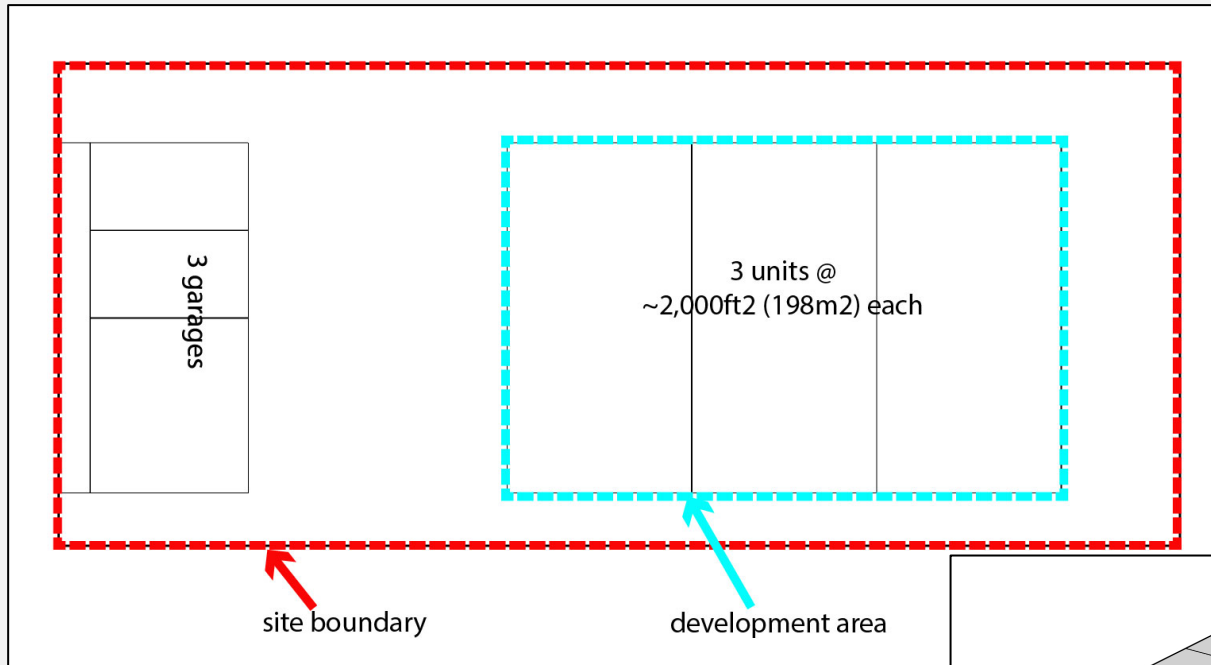 3 garages
3 units @
~2,000ft2 (198m2) each
site boundary
development area